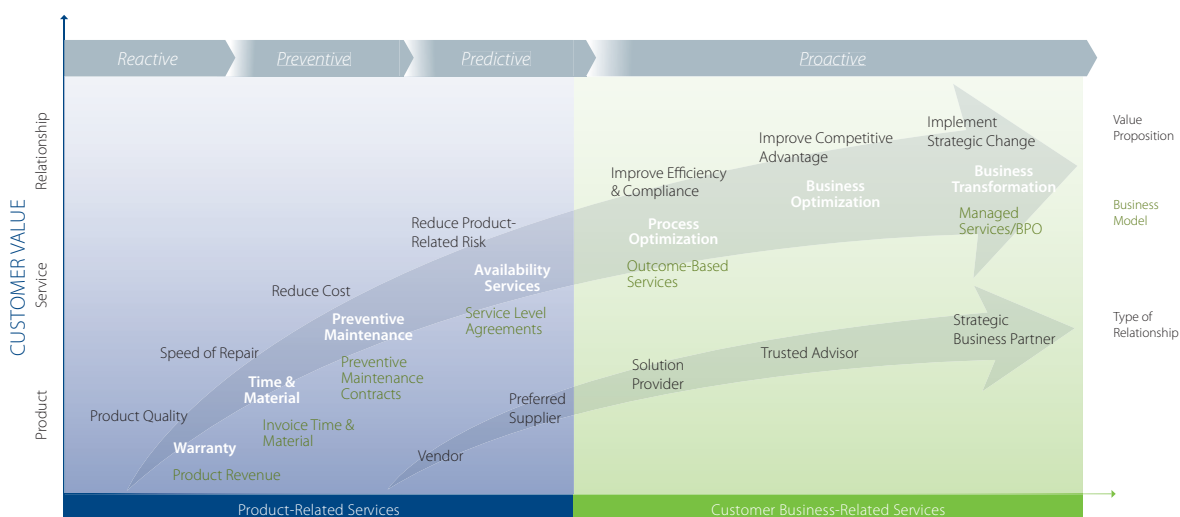 Reactive
Preventive
Predictive
Proactive
CUSTOMER VALUE
Relationship
Service
Product
Value
Proposition
Business
Model
Type of
Relationship
Implement
Strategic Change
Improve Competitive
Advantage
Improve Efficiency
& Compliance
Reduce Product-
Related Risk
Reduce Cost
Speed of Repair
Product Quality
Business
Transformation
Business
Optimization
Process
Optimization
Availability
Services
Preventive
Maintenance
Time &
Material
Warranty
Managed
Services/BPO
Outcome-Based
Services
Service Level
Agreements
Preventive
Maintenance
Contracts
Invoice Time &
Material
Product Revenue
Strategic
Business Partner
Trusted Advisor
Solution
Provider
Preferred
Supplier
Vendor
Product-Related Services
Customer Business-Related Services